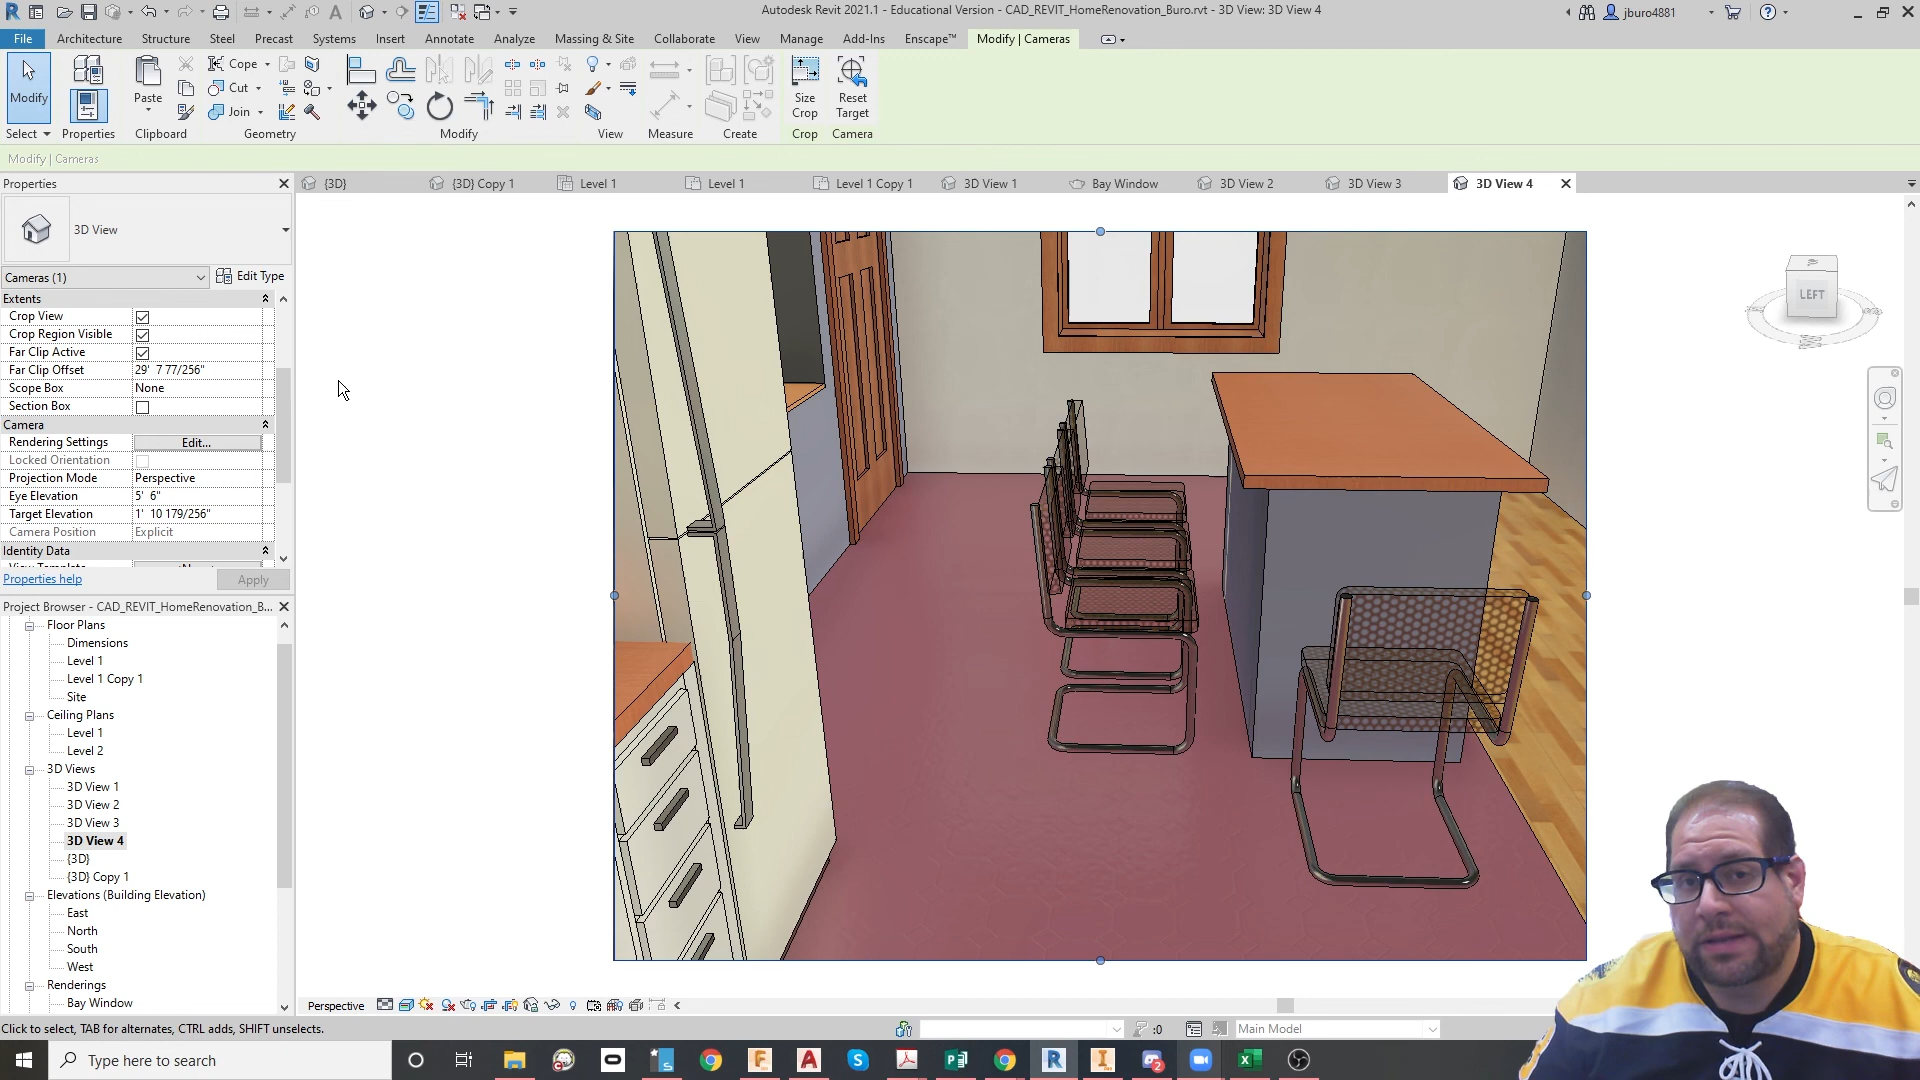 Autodesk Revit 2021.1 - Educational Version - CAD_REVIT_HomeRenovation_Buro.rvt - 3D View: 3D View 4
jburo4881
File Architecture Structure Steel Precast Systems Insert Annotate Analyze Massing & Site Collaborate View Manage Add-Ins Enscape™ Modify | Cameras
Modify
Paste
Cope
Cut
Join
Size Crop
Reset Target
Select Properties Clipboard Geometry Modify View Measure Create Crop Camera
Modify | Cameras
Properties
{3D} {3D} Copy 1 Level 1 Level 1 Level 1 Copy 1 3D View 1 Bay Window 3D View 2 3D View 3 3D View 4
3D View
Cameras (1) Edit Type
Extents
Crop View
Crop Region Visible
Far Clip Active
Far Clip Offset 29' 7 77/256"
Scope Box None
Section Box
Camera
Rendering Settings Edit...
Locked Orientation
Projection Mode Perspective
Eye Elevation 5' 6"
Target Elevation 1' 10 179/256"
Camera Position Explicit
Identity Data
Properties help Apply
LEFT
Project Browser - CAD_REVIT_HomeRenovation_B...
Floor Plans
Dimensions
Level 1
Level 1 Copy 1
Site
Ceiling Plans
Level 1
Level 2
3D Views
3D View 1
3D View 2
3D View 3
3D View 4
{3D}
{3D} Copy 1
Elevations (Building Elevation)
East
North
South
West
Renderings
Bay Window
Perspective
Click to select, TAB for alternates, CTRL adds, SHIFT unselects.
:0
Main Model
Type here to search